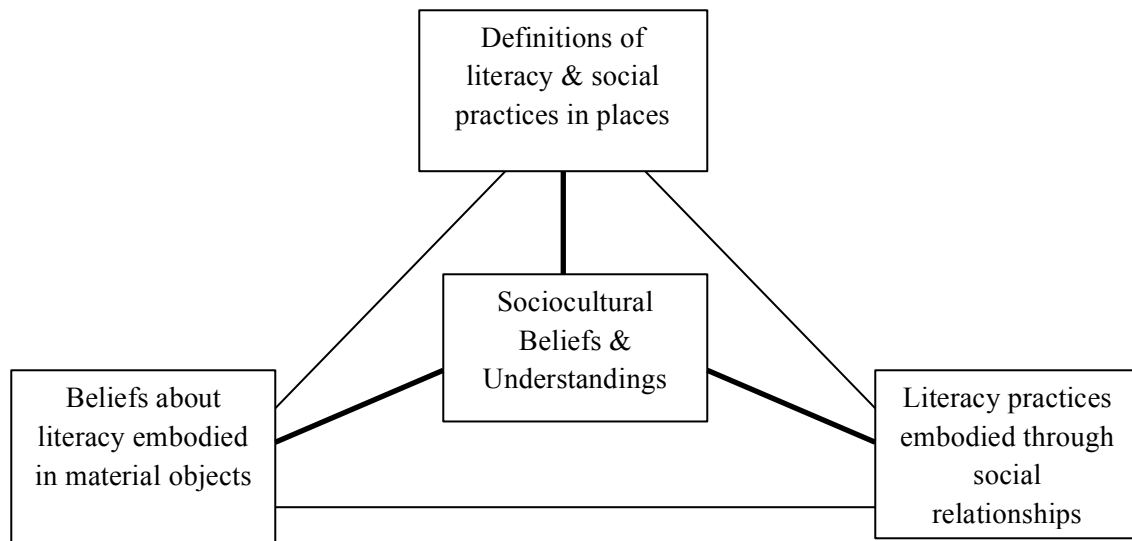 Definitions of
literacy & social
practices in places
Sociocultural
Beliefs &
Understandings
Beliefs about
literacy embodied
in material objects
Literacy practices
embodied through
social
relationships